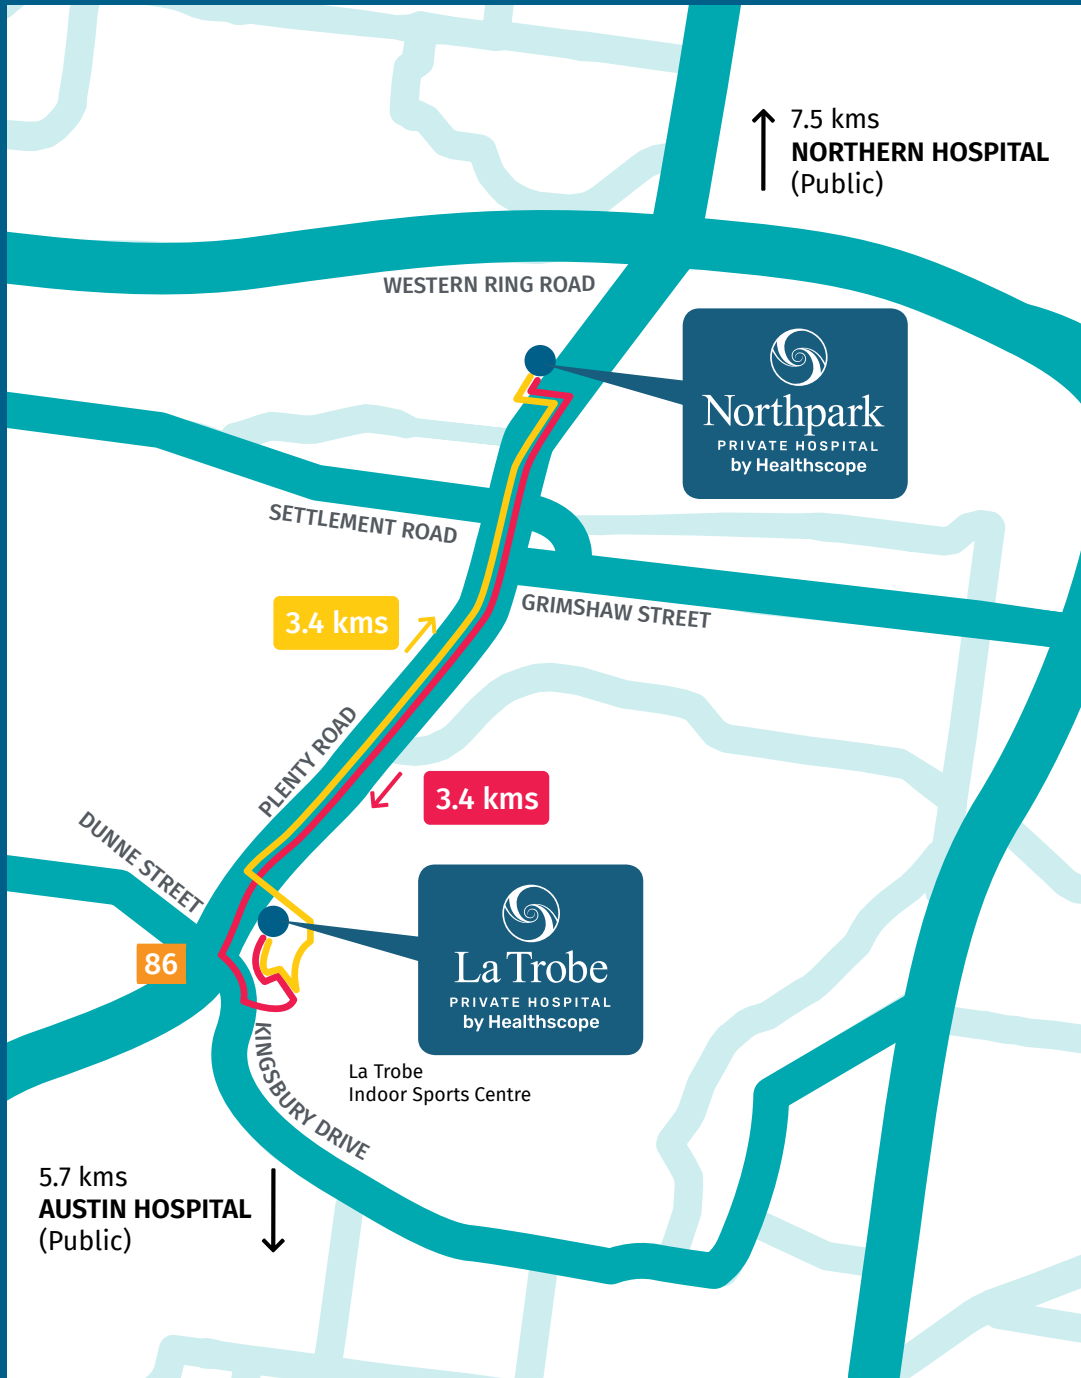 7.5 kms
NORTHERN HOSPITAL
(Public)
WESTERN RING ROAD
Northpark
PRIVATE HOSPITAL
by Healthscope
SETTLEMENT ROAD
GRIMSHAW STREET
3.4 kms
PLENTY ROAD
3.4 kms
DUNNE STREET
86
La Trobe
PRIVATE HOSPITAL
by Healthscope
KINGSBURY DRIVE
La Trobe
Indoor Sports Centre
5.7 kms
AUSTIN HOSPITAL
(Public)